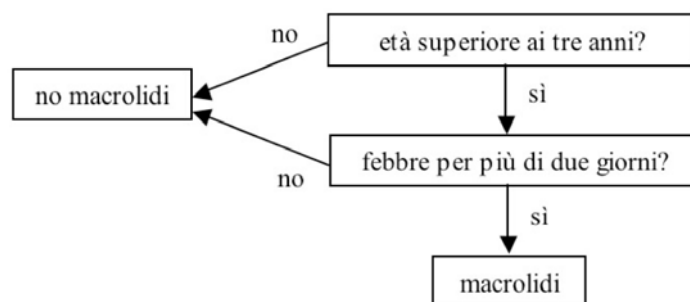 no
età superiore ai tre anni?
no macrolidi
sì
febbre per più di due giorni?
no
sì
macrolidi